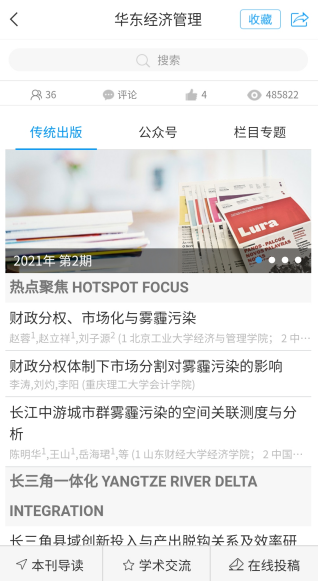 华东经济管理
收藏
搜索
36
评论
4
485822
传统出版
公众号
栏目专题
Lura
PANOS · PALCOS
NOVAS PALAVRAS
2021年 第2期
热点聚焦 HOTSPOT FOCUS
财政分权、市场化与雾霾污染
赵蓉1,赵立祥1,刘子源2 (1 北京工业大学经济与管理学院； 2 中…
财政分权体制下市场分割对雾霾污染的影响
李涛,刘灼,李阳 (重庆理工大学会计学院)
长江中游城市群雾霾污染的空间关联测度与分
析
陈明华1,王山1,岳海珺1,等 (1 山东财经大学经济学院； 2 中国…
长三角一体化 YANGTZE RIVER DELTA
INTEGRATION
长三角县域创新投入与产出脱钩关系及效率研
本刊导读
学术交流
在线投稿